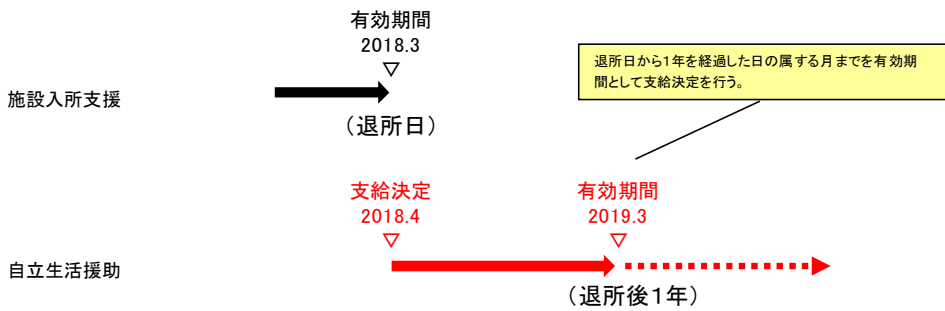 有効期間
2018.3
▽
退所日から1年を経過した日の属する月までを有効期
間として支給決定を行う。
施設入所支援
（退所日）
支給決定
2018.4
▽
有効期間
2019.3
▽
自立生活援助
（退所後１年）